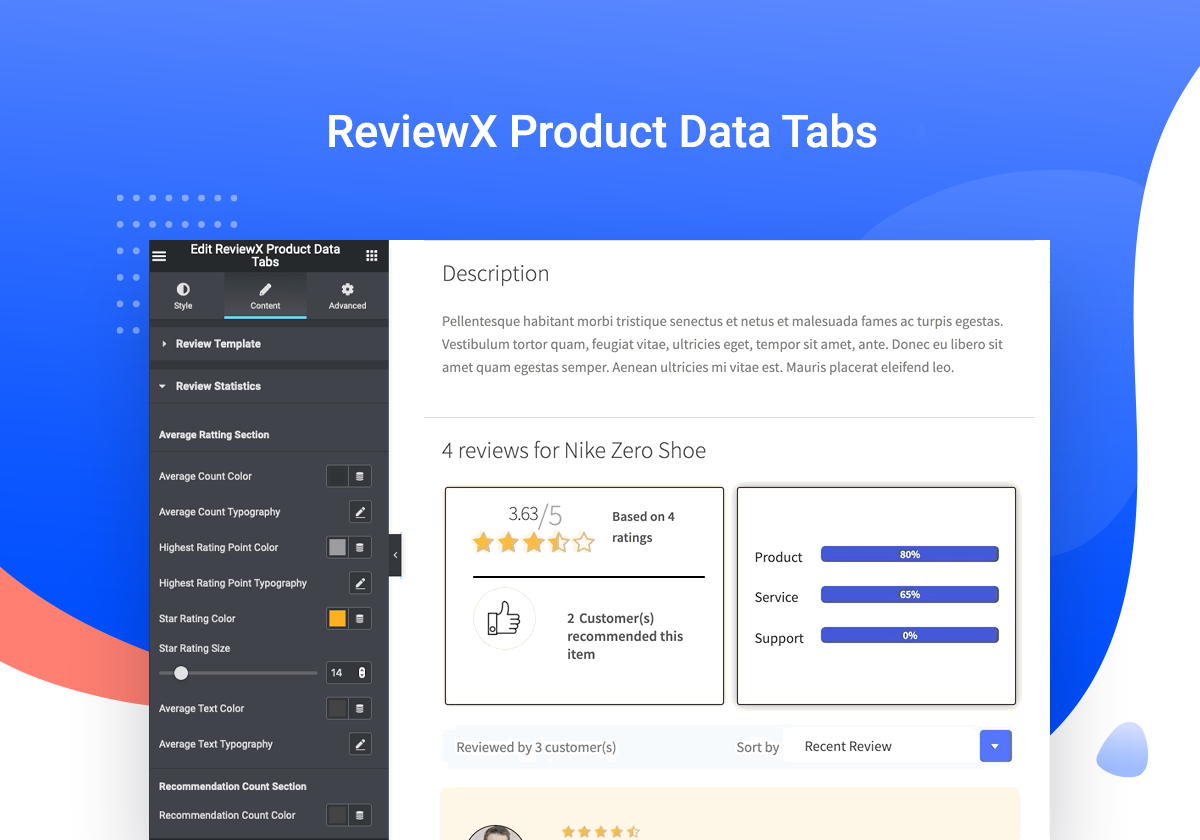 ReviewX Product Data Tabs
Edit ReviewX Product Data
Tabs
Style
Content
Advanced
Review Template
Review Statistics
Average Ratting Section
Average Count Color
Average Count Typography
Highest Rating Point Color
Highest Rating Point Typography
Star Rating Color
Star Rating Size
14
Average Text Color
Average Text Typography
Recommendation Count Section
Recommendation Count Color
Description
Pellentesque habitant morbi tristique senectus et netus et malesuada fames ac turpis egestas.
Vestibulum tortor quam, feugiat vitae, ultricies eget, tempor sit amet, ante. Donec eu libero sit
amet quam egestas semper. Aenean ultricies mi vitae est. Mauris placerat eleifend leo.
4 reviews for Nike Zero Shoe
3.63/5
Based on 4
ratings
2 Customer(s)
recommended this
item
Product 80%
Service 65%
Support 0%
Reviewed by 3 customer(s)
Sort by Recent Review